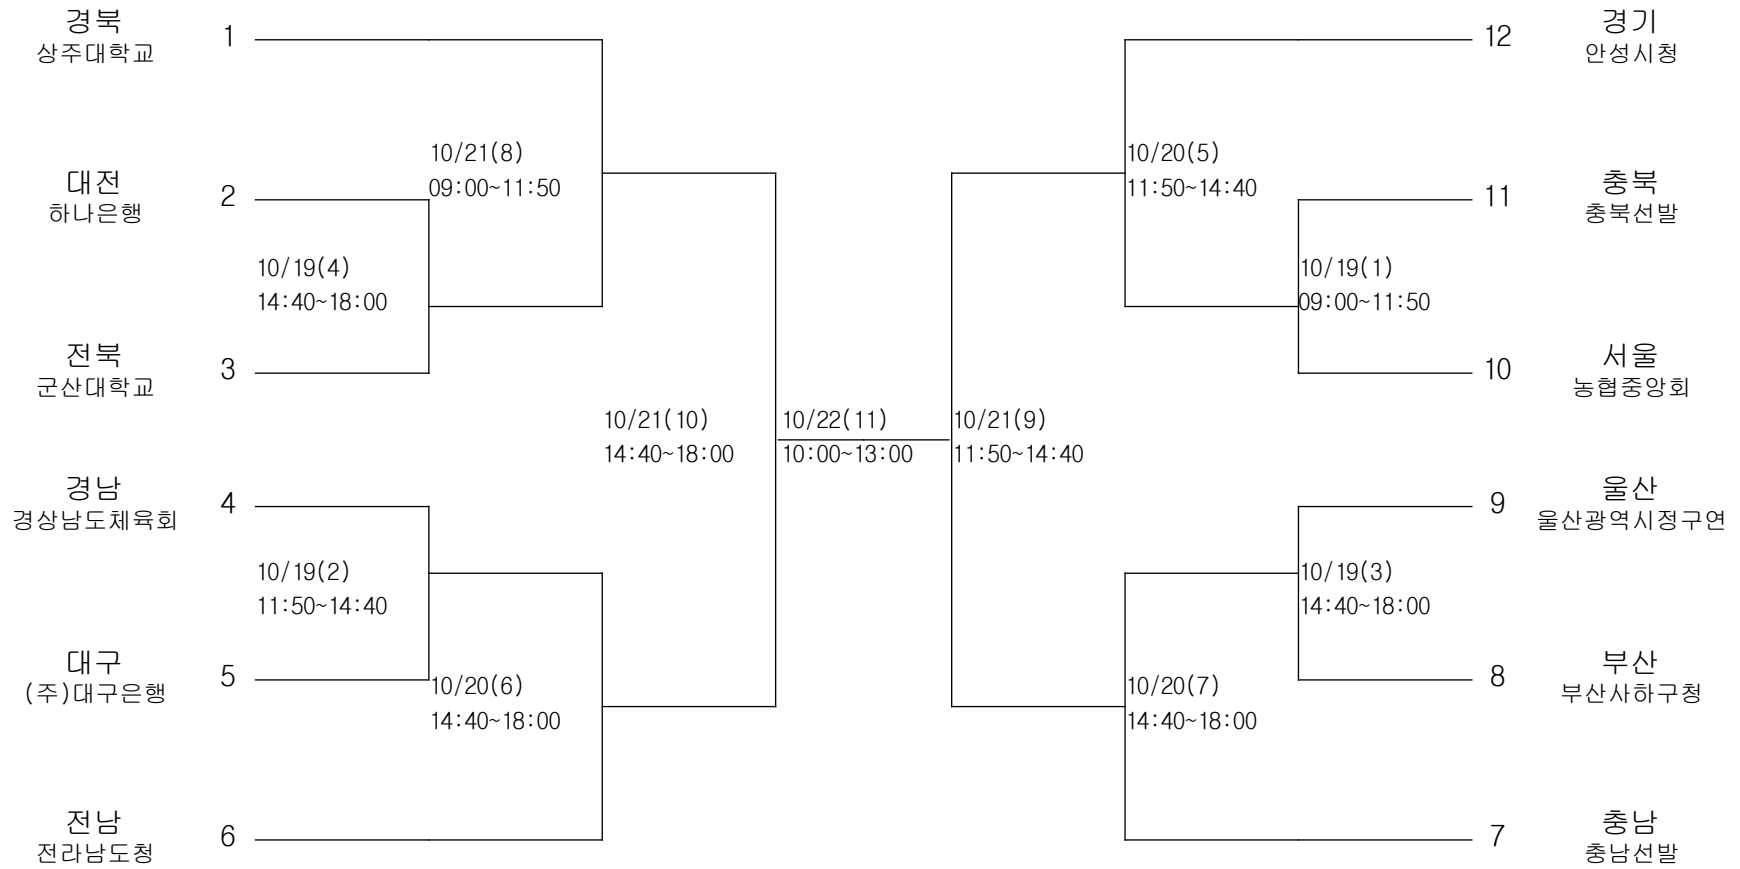 경북
상주대학교
1
12
경기
안성시청
10/21(8)
09:00~11:50
10/20(5)
11:50~14:40
대전
하나은행
2
11
충북
충북선발
10/19(4)
14:40~18:00
10/19(1)
09:00~11:50
전북
군산대학교
3
10
서울
농협중앙회
10/21(10)
14:40~18:00
10/22(11)
10:00~13:00
10/21(9)
11:50~14:40
경남
경상남도체육회
4
9
울산
울산광역시정구연
10/19(2)
11:50~14:40
10/19(3)
14:40~18:00
대구
(주)대구은행
5
8
부산
부산사하구청
10/20(6)
14:40~18:00
10/20(7)
14:40~18:00
전남
전라남도청
6
7
충남
충남선발